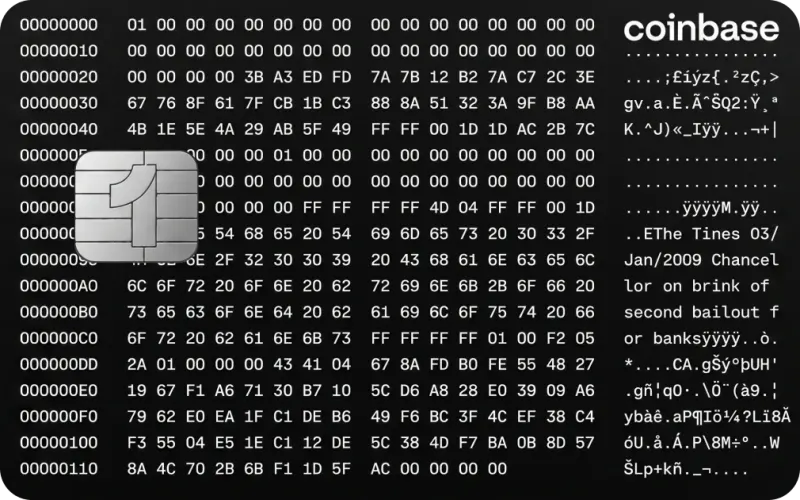 coinbase
00000000 01 00 00 00 00 00 00 00 00 00 00 00 00 00 00 00
00000010 00 00 00 00 00 00 00 00 00 00 00 00 00 00 00 00 ................
00000020 00 00 00 00 3B A3 ED FD 7A 7B 12 B2 7A C7 2C 3E ....;£íýz{.²zÇ,>
00000030 67 76 8F 61 7F CB 1B C3 88 8A 51 32 3A 9F B8 AA gv.a.È.ÃˆŠQ2:Ÿ¸ª
00000040 4B 1E 5E 4A 29 AB 5F 49 FF FF 00 1D 1D AC 2B 7C K.^J)«_Iÿÿ...¬+|
00 00 00 01 00 00 00 00 00 00 00 00 00 00 ................
000000 00 00 00 00 00 00 00 00 00 00 00 00 00 ................
000000 00 00 00 FF FF FF FF 4D 04 FF FF 00 1D ......ÿÿÿÿM.ÿÿ..
000000 54 68 65 20 54 69 6D 65 73 20 30 33 2F ..EThe Tines 03/
6E 2F 32 30 30 39 20 43 68 61 6E 63 65 6C Jan/2009 Chancel
000000A0 6C 6F 72 20 6F 6E 20 62 72 69 6E 6B 2B 6F 66 20 lor on brink of
000000B0 73 65 63 6F 6E 64 20 62 61 69 6C 6F 75 74 20 66 second bailout f
000000C0 6F 72 20 62 61 6E 6B 73 FF FF FF FF 01 00 F2 05 or banksÿÿÿÿ..ò.
000000DD 2A 01 00 00 00 43 41 04 67 8A FD B0 FE 55 48 27 *....CA.gŠýºþUH'
000000E0 19 67 F1 A6 71 30 B7 10 5C D6 A8 28 E0 39 09 A6 .gñ¦qO·.\Ö¨(à9.¦
000000F0 79 62 E0 EA 1F C1 DE B6 49 F6 BC 3F 4C EF 38 C4 ybàê.aP¶Iö¼?Lï8Ä
00000100 F3 55 04 E5 1E C1 12 DE 5C 38 4D F7 BA 0B 8D 57 óU.å.Á.P\8M÷º..W
00000110 8A 4C 70 2B 6B F1 1D 5F AC 00 00 00 00 ŠLp+kñ._¬....